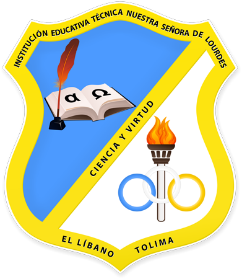 INSTITUCIÓN EDUCATIVA TÉCNICA NUESTRA SEÑORA DE LOURDES
α Ω
CIENCIA Y VIRTUD
EL LÍBANO TOLIMA